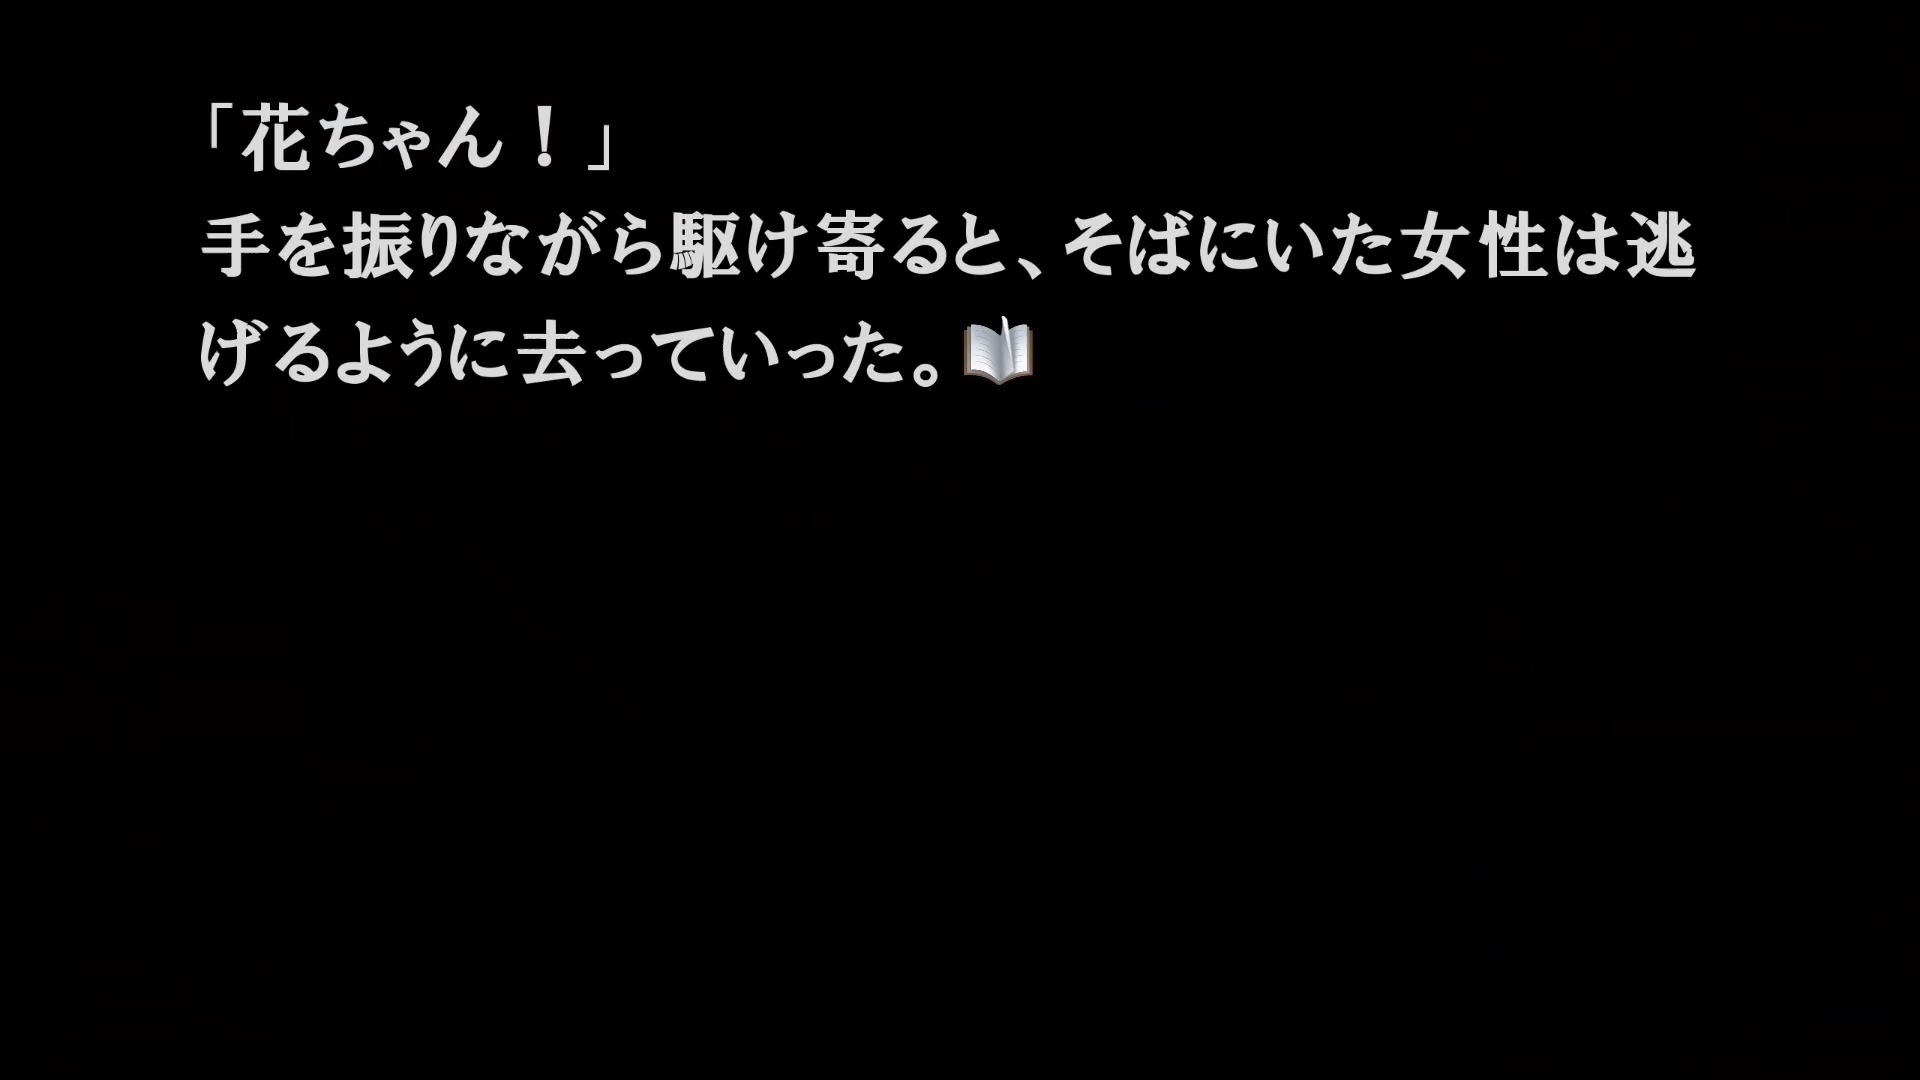 「花ちゃん！」
手を振りながら駆け寄ると、そばにいた女性は逃
げるように去っていった。